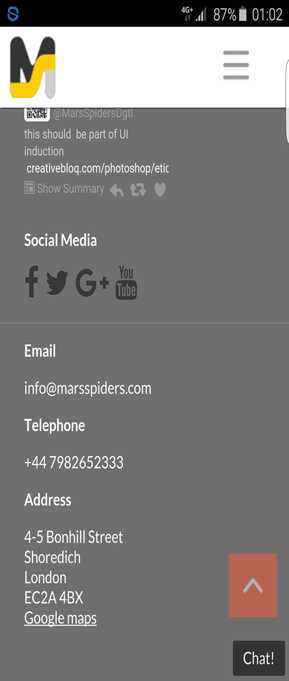 4G+ 87% 01:02
@MarsSpidersDgtl
this should be part of UI
induction
creativebloq.com/photoshop/etic
Show Summary
Social Media
You
Tube
Email
info@marsspiders.com
Telephone
+44 7982652333
Address
4-5 Bonhill Street
Shoredich
London
EC2A 4BX
Google maps
Chat!